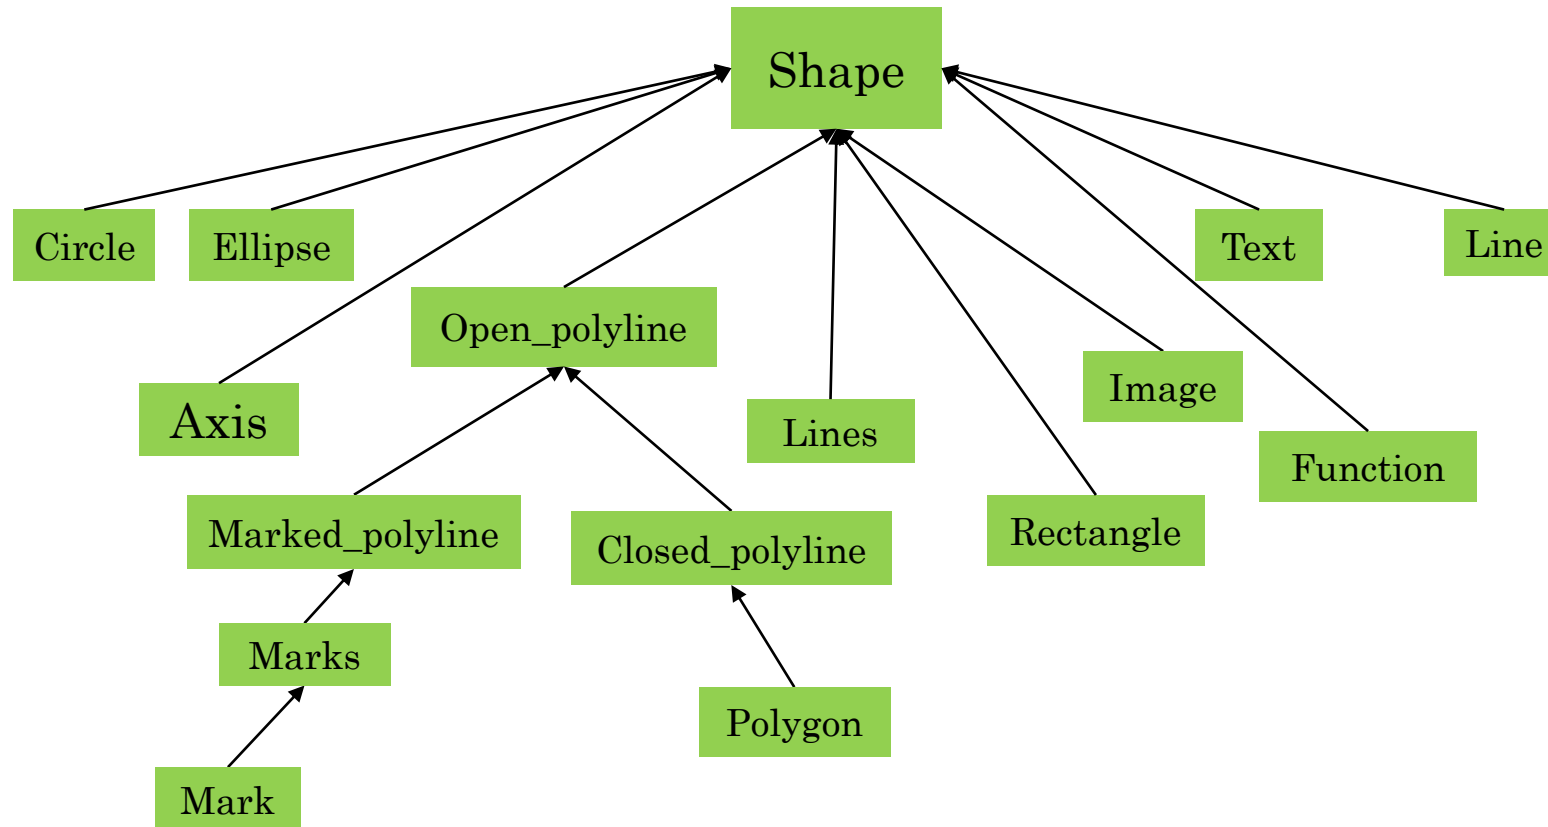 Shape
Circle
Ellipse
Text
Line
Open_polyline
Image
Axis
Lines
Function
Marked_polyline
Closed_polyline
Rectangle
Marks
Polygon
Mark